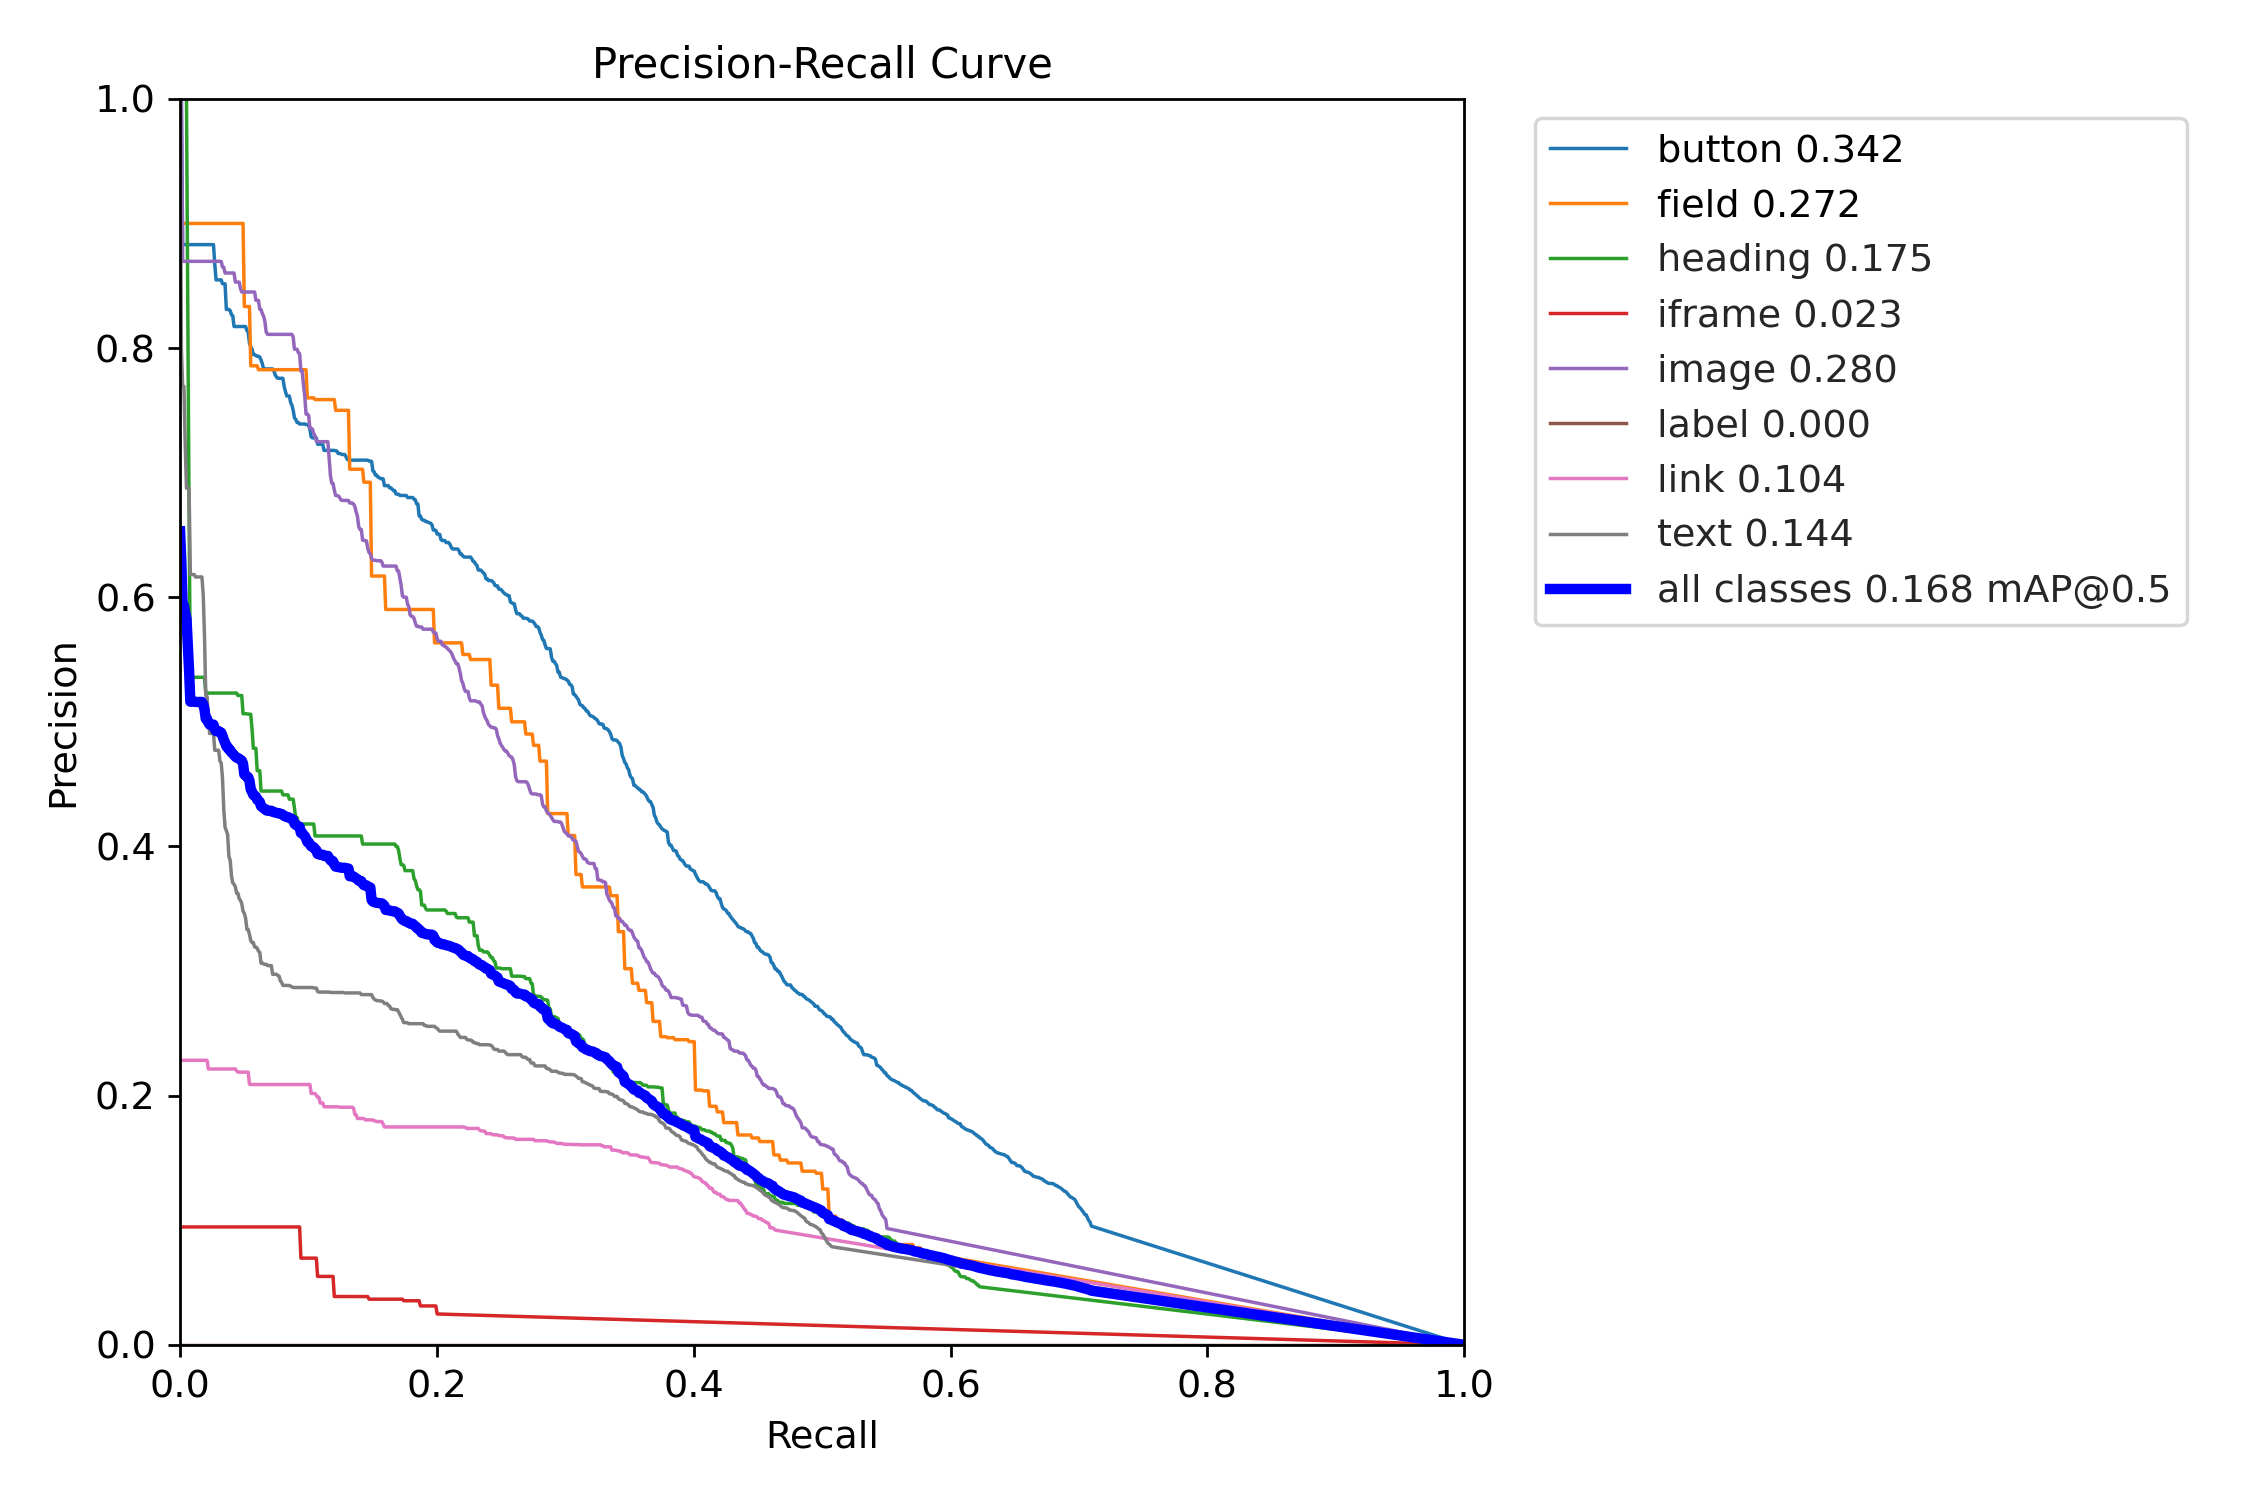 Precision-Recall Curve
1.0
0.8
0.6
0.4
0.2
0.0
Precision
0.0 0.2 0.4 0.6 0.8 1.0
Recall
button 0.342
field 0.272
heading 0.175
iframe 0.023
image 0.280
label 0.000
link 0.104
text 0.144
all classes 0.168 mAP@0.5